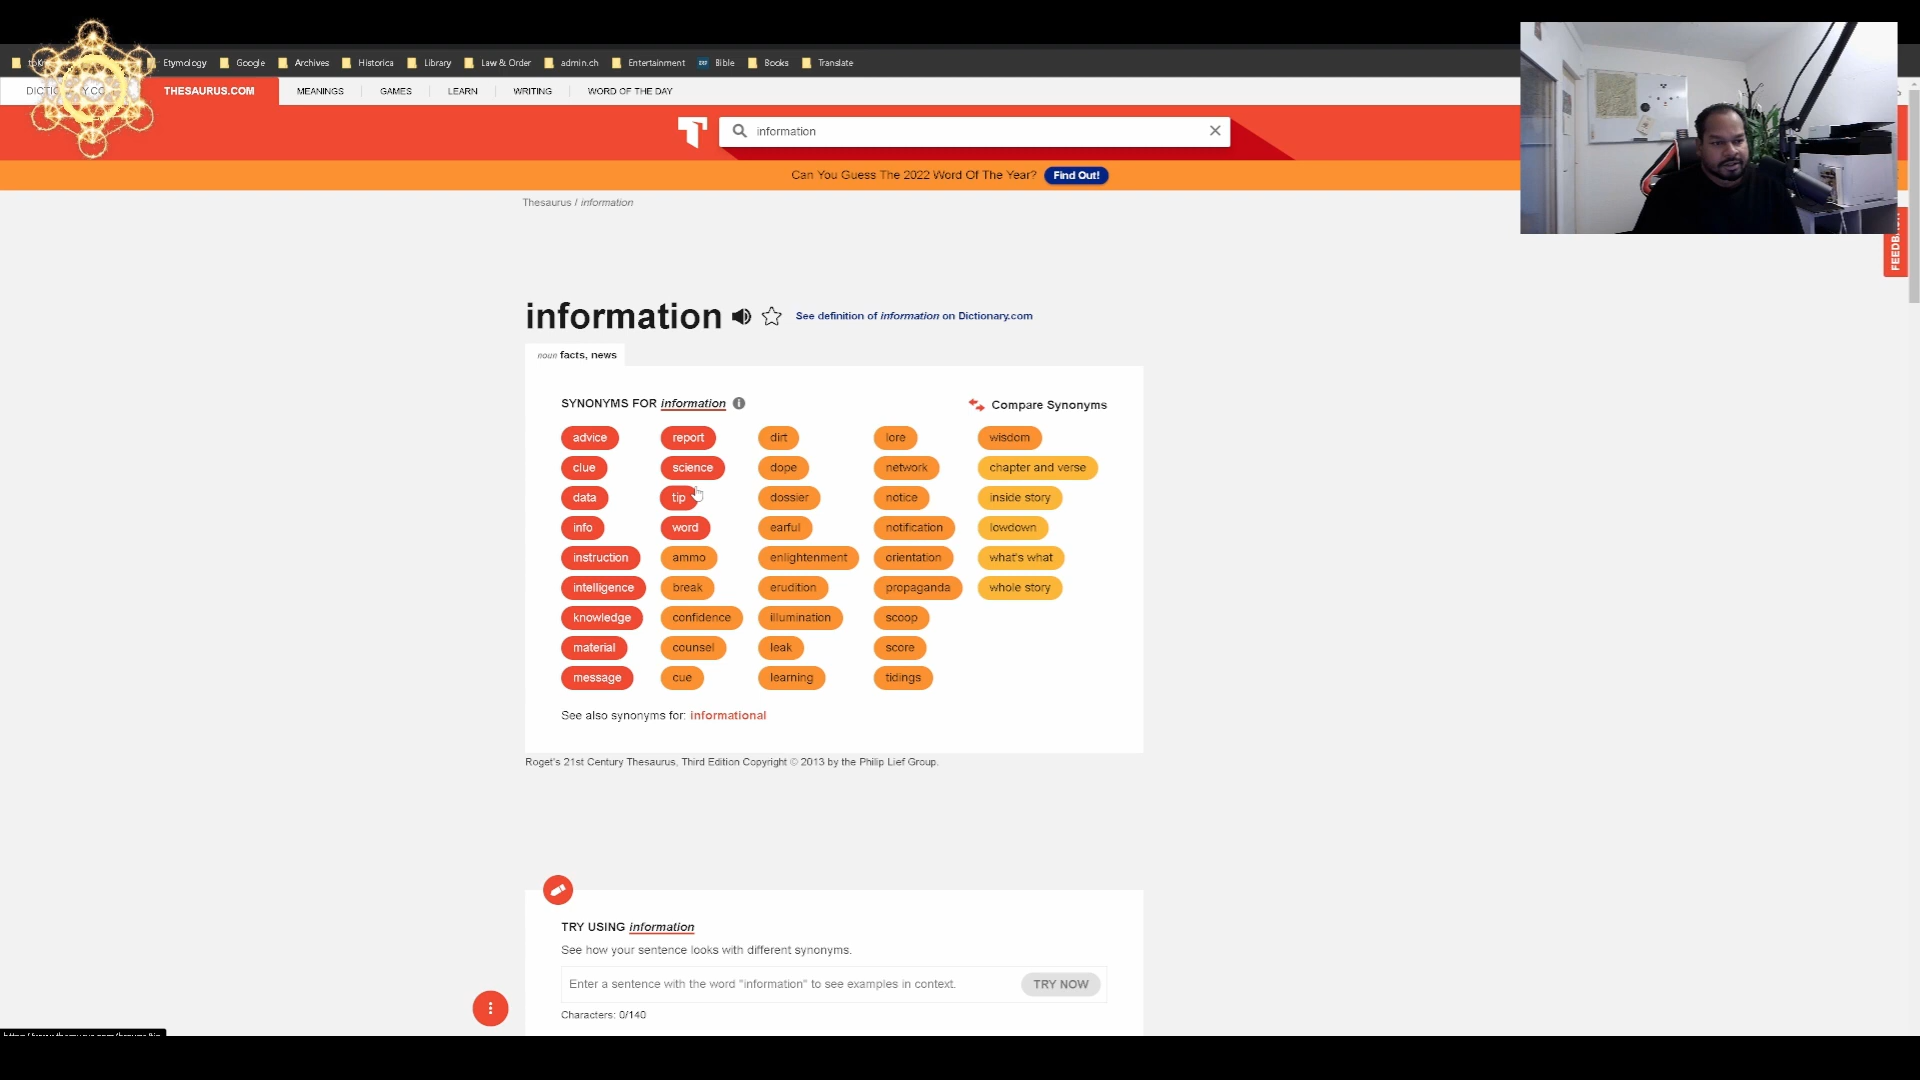 Etymology Google Archives Historica Library Law & Order admin.ch Entertainment Bible Books Translate
THESAURUS.COM MEANINGS GAMES LEARN WRITING WORD OF THE DAY
information
Can You Guess The 2022 Word Of The Year? Find Out!
Thesaurus / information
information See definition of information on Dictionary.com
noun facts, news
SYNONYMS FOR information Compare Synonyms
advice report dirt lore wisdom
clue science dope network chapter and verse
data tip dossier notice inside story
info word earful notification lowdown
instruction ammo enlightenment orientation what's what
intelligence break erudition propaganda whole story
knowledge confidence illumination scoop
material counsel leak score
message cue learning tidings
See also synonyms for: informational
Roget's 21st Century Thesaurus, Third Edition Copyright © 2013 by the Philip Lief Group.
TRY USING information
See how your sentence looks with different synonyms.
Enter a sentence with the word "information" to see examples in context. TRY NOW
Characters: 0/140